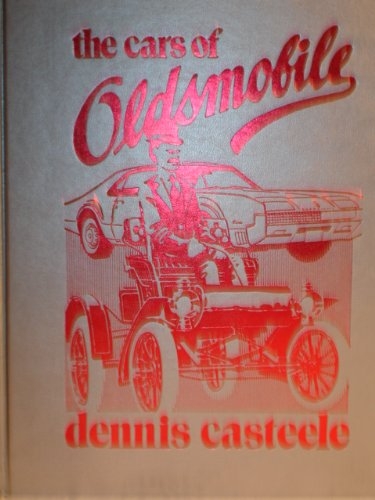 the cars of
Oldsmobile
dennis casteele